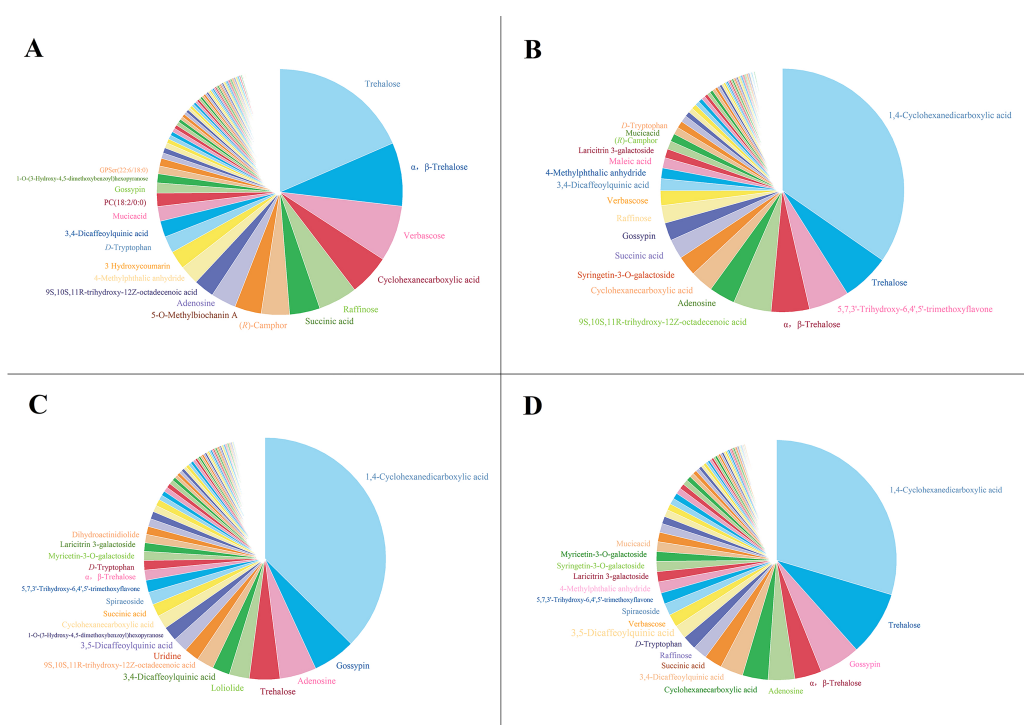 A
Trehalose
α, β-Trehalose
Verbascose
Cyclohexanecarboxylic acid
Raffinose
Succinic acid
(R)-Camphor
5-O-Methylbiochanin A
Adenosine
9S,10S,11R-trihydroxy-12Z-octadecenoic acid
4-Methylphthalic anhydride
3 Hydroxycoumarin
D-Tryptophan
3,4-Dicaffeoylquinic acid
Mucicacid
PC(18:2/0:0)
Gossypin
1-O-(3-Hydroxy-4,5-dimethoxybenzoyl)hexopyranose
GPSer(22:6/18:0)
B
1,4-Cyclohexanedicarboxylic acid
Trehalose
5,7,3'-Trihydroxy-6,4',5'-trimethoxyflavone
α, β-Trehalose
9S,10S,11R-trihydroxy-12Z-octadecenoic acid
Adenosine
Cyclohexanecarboxylic acid
Syringetin-3-O-galactoside
Succinic acid
Gossypin
Raffinose
Verbascose
3,4-Dicaffeoylquinic acid
4-Methylphthalic anhydride
Maleic acid
Laricitrin 3-galactoside
(R)-Camphor
Mucicacid
D-Tryptophan
C
1,4-Cyclohexanedicarboxylic acid
Gossypin
Adenosine
Trehalose
Loliolide
3,4-Dicaffeoylquinic acid
9S,10S,11R-trihydroxy-12Z-octadecenoic acid
Uridine
3,5-Dicaffeoylquinic acid
1-O-(3-Hydroxy-4,5-dimethoxybenzoyl)hexopyranose
Cyclohexanecarboxylic acid
Succinic acid
Spiraeoside
5,7,3'-Trihydroxy-6,4',5'-trimethoxyflavone
α, β-Trehalose
D-Tryptophan
Myricetin-3-O-galactoside
Laricitrin 3-galactoside
Dihydroactinidiolide
D
1,4-Cyclohexanedicarboxylic acid
Trehalose
Gossypin
α, β-Trehalose
Adenosine
Cyclohexanecarboxylic acid
3,4-Dicaffeoylquinic acid
Succinic acid
Raffinose
D-Tryptophan
3,5-Dicaffeoylquinic acid
Verbascose
Spiraeoside
5,7,3'-Trihydroxy-6,4',5'-trimethoxyflavone
4-Methylphthalic anhydride
Laricitrin 3-galactoside
Syringetin-3-O-galactoside
Myricetin-3-O-galactoside
Mucicacid